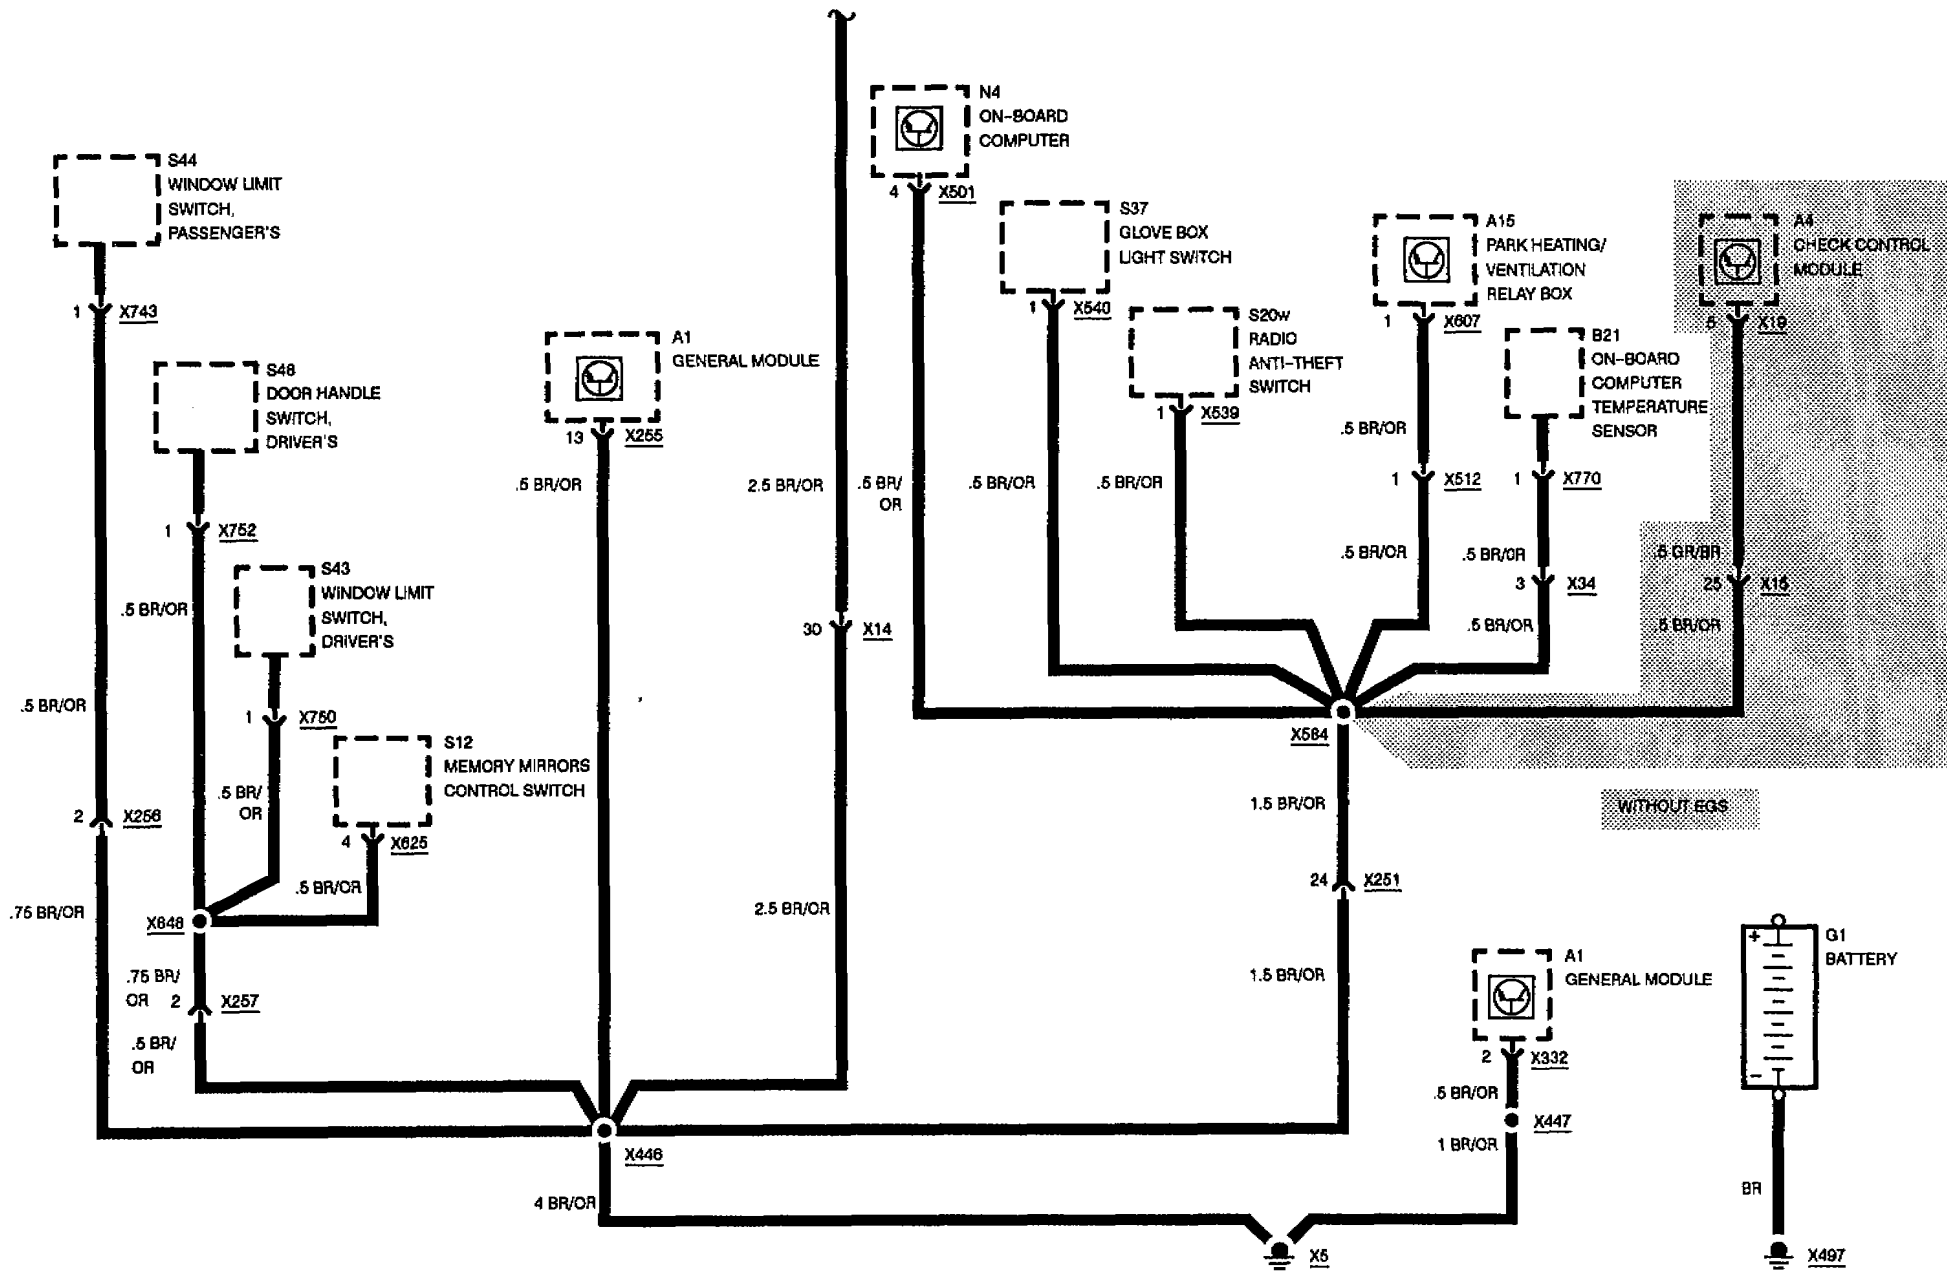 N4
ON-BOARD
COMPUTER
4 X501
S44
WINDOW LIMIT
SWITCH,
PASSENGER'S
1 X743
S37
GLOVE BOX
LIGHT SWITCH
1 X540
A15
PARK HEATING/
VENTILATION
RELAY BOX
1 X607
A4
CHECK CONTROL
MODULE
5 X19
S20w
RADIO
ANTI-THEFT
SWITCH
1 X539
B21
ON-BOARD
COMPUTER
TEMPERATURE
SENSOR
A1
GENERAL MODULE
13 X255
S48
DOOR HANDLE
SWITCH,
DRIVER'S
1 X752
.5 BR/OR
2.5 BR/OR
.5 BR/
OR
.5 BR/OR
.5 BR/OR
.5 BR/OR
1 X512
1 X770
.5 BR/OR
.5 BR/OR
.5 GR/BR
3 X34
25 X15
.5 BR/OR
.5 BR/OR
S43
WINDOW LIMIT
SWITCH,
DRIVER'S
.5 BR/OR
30 X14
1 X750
.5 BR/OR
X564
S12
MEMORY MIRRORS
CONTROL SWITCH
4 X625
.5 BR/
OR
2 X256
1.5 BR/OR
WITHOUT EGS
.5 BR/OR
24 X251
.75 BR/OR
X648
2.5 BR/OR
.75 BR/
OR 2 X257
.5 BR/
OR
1.5 BR/OR
A1
GENERAL MODULE
2 X332
.5 BR/OR
X447
1 BR/OR
+
G1
BATTERY
−
X446
4 BR/OR
X5
BR
X497